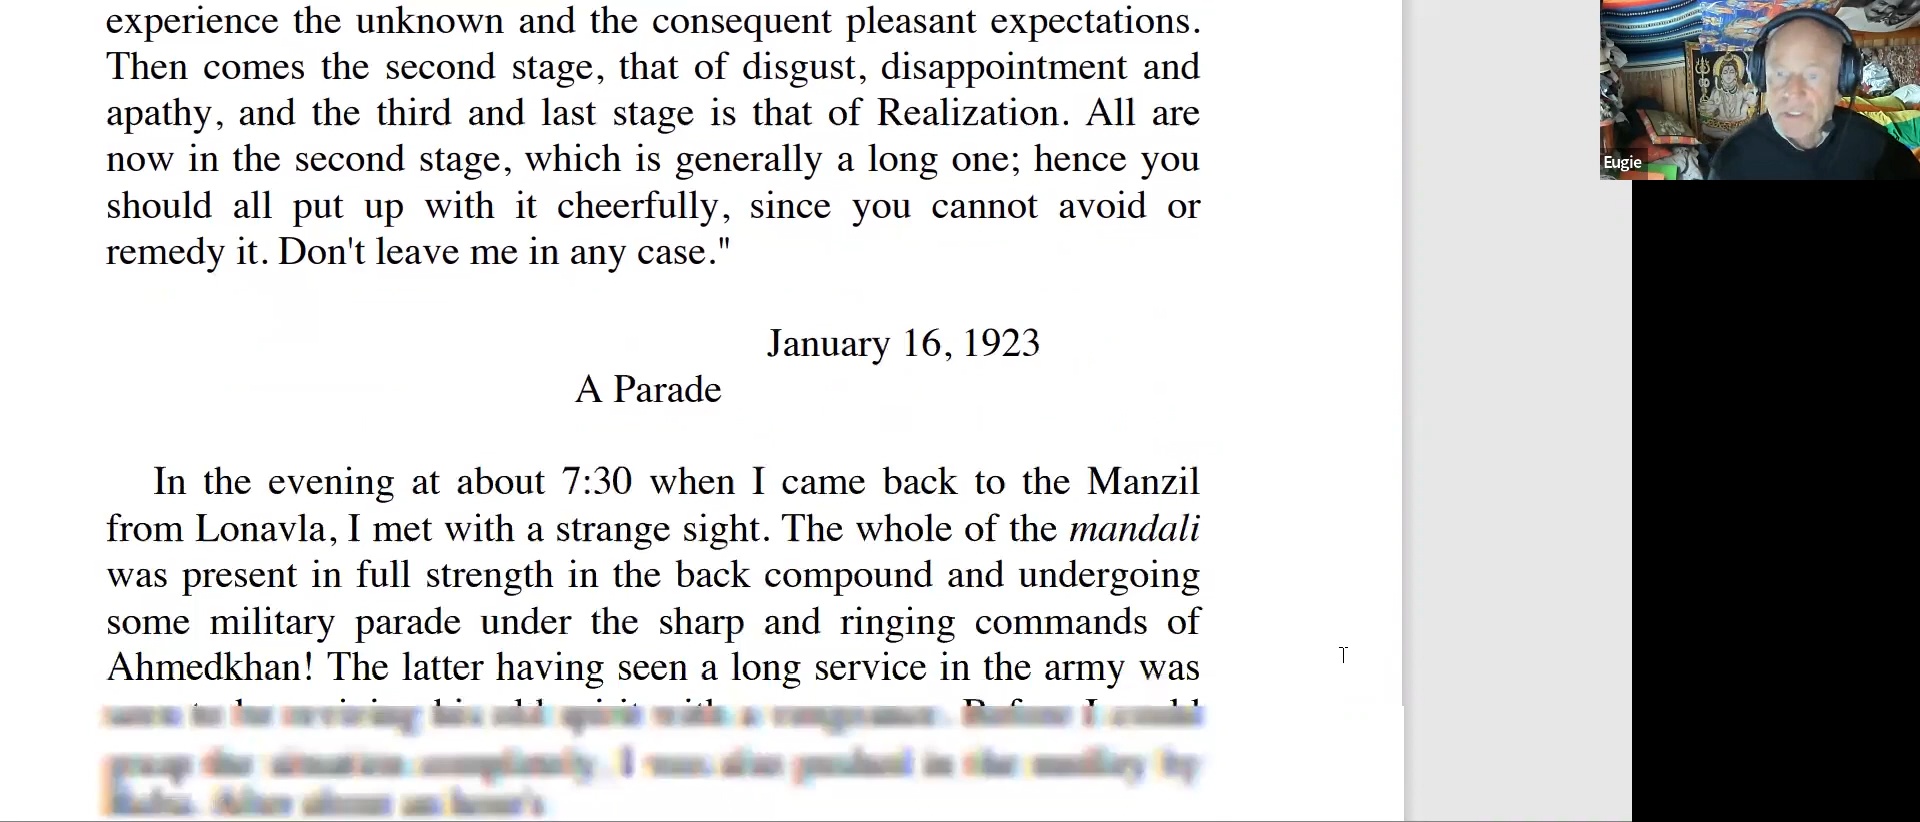 experience the unknown and the consequent pleasant expectations.
Then comes the second stage, that of disgust, disappointment and
apathy, and the third and last stage is that of Realization. All are
now in the second stage, which is generally a long one; hence you
should all put up with it cheerfully, since you cannot avoid or
remedy it. Don't leave me in any case."
January 16, 1923
A Parade
In the evening at about 7:30 when I came back to the Manzil
from Lonavla, I met with a strange sight. The whole of the mandali
was present in full strength in the back compound and undergoing
some military parade under the sharp and ringing commands of
Ahmedkhan! The latter having seen a long service in the army was
Eugie